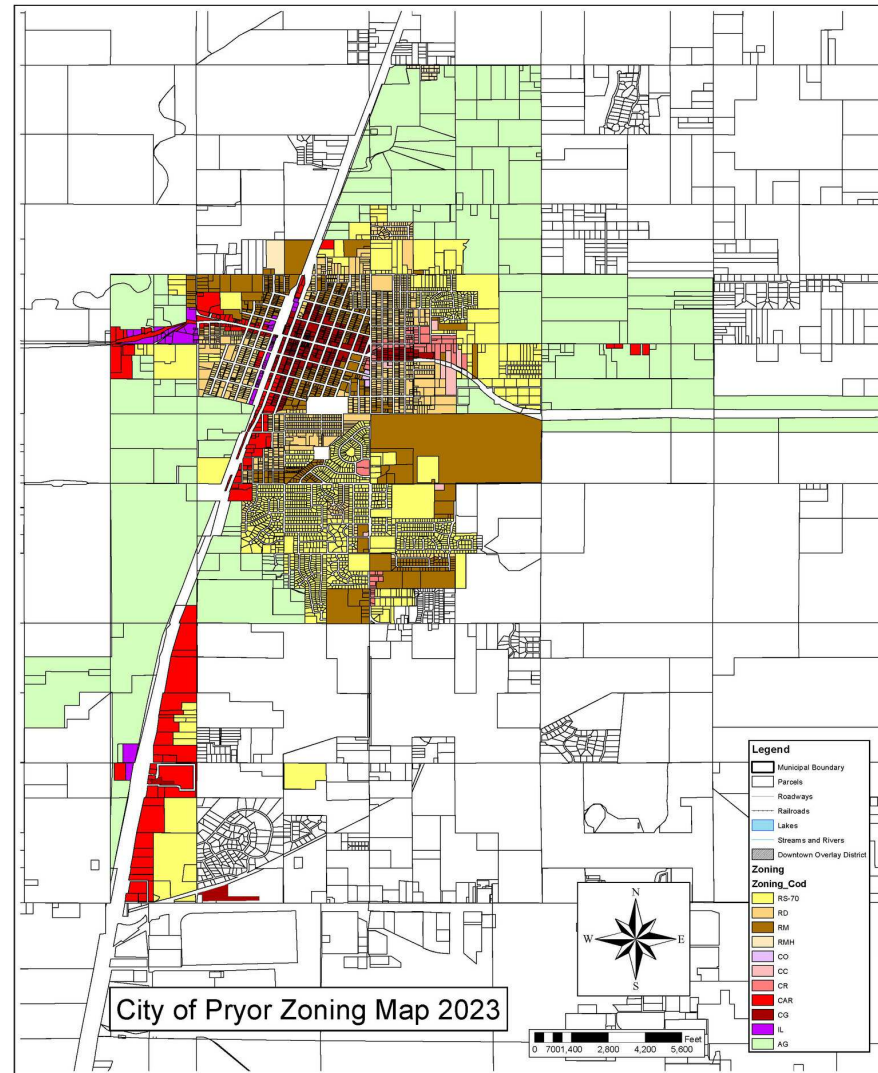 Legend
Municipal Boundary
Parcels
Roadways
Railroads
Lakes
Streams and Rivers
Downtown Overlay District
Zoning
Zoning_Cod
RS-70
RD
RM
RMH
CO
CC
CR
CAR
CG
IL
AG
N
W E
S
City of Pryor Zoning Map 2023
Feet
0 700 1,400 2,800 4,200 5,600